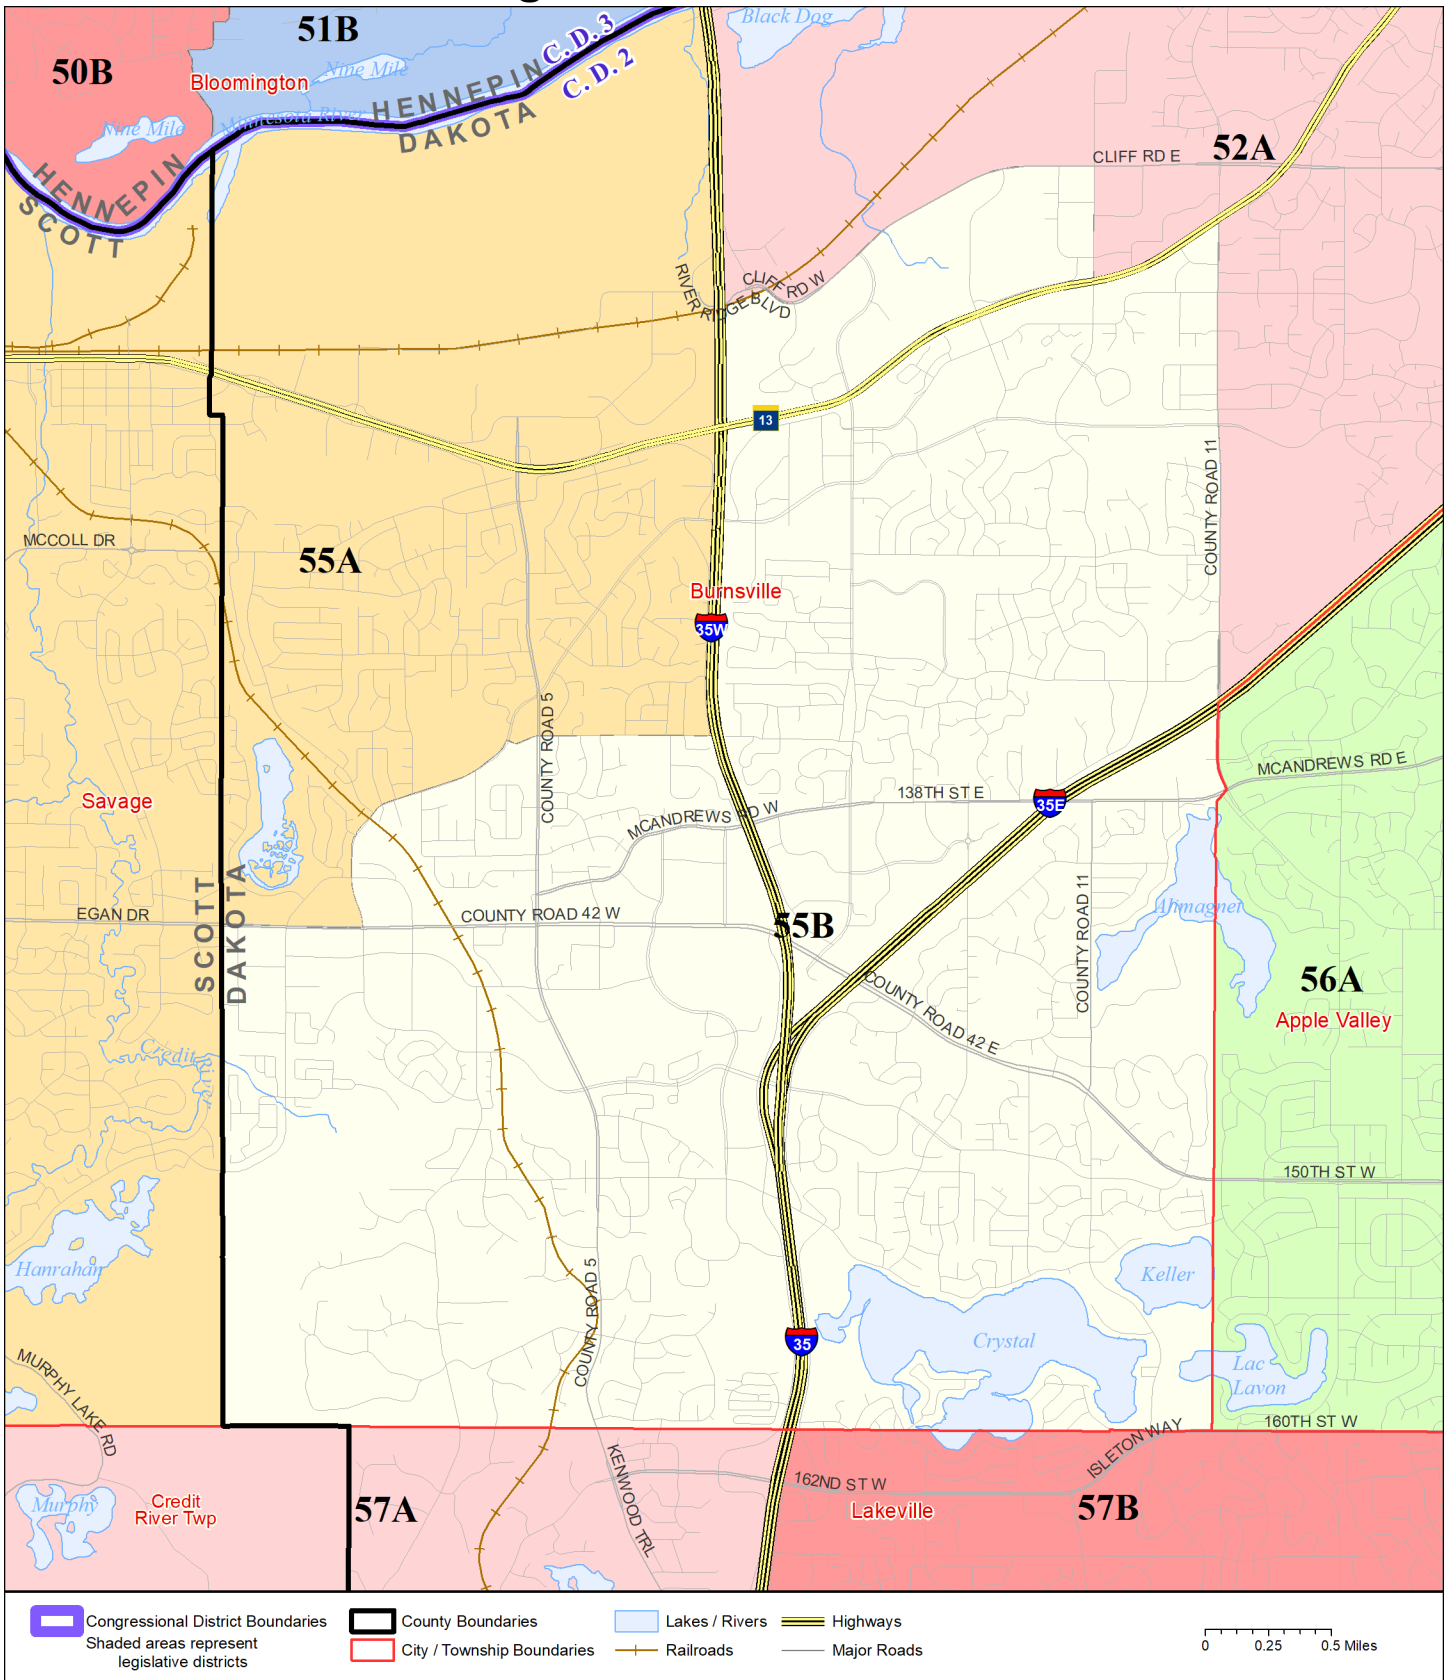 51B
C. D. 3
C. D. 2
Black Dog
50B
Bloomington
Nine Mile
HENNEPIN
DAKOTA
Nine Mile
Minnesota River
52A
CLIFF RD E
HENNEPIN
SCOTT
CLIFF RD W
RIVER RIDGE BLVD
13
COUNTY ROAD 11
MCCOLL DR
55A
Burnsville
35W
COUNTY ROAD 5
MCANDREWS RD E
Savage
138TH ST E
35E
MCANDREWS RD W
SCOTT
DAKOTA
EGAN DR
COUNTY ROAD 42 W
55B
Alimagnet
COUNTY ROAD 11
56A
Apple Valley
COUNTY ROAD 42 E
Credit River
150TH ST W
Hanrahan
Keller
COUNTY ROAD 5
Crystal
35
Lac
Lavon
MURPHY LAKE RD
160TH ST W
ISLETON WAY
KENWOOD TRL
162ND ST W
Murphy
Credit
River Twp
57A
Lakeville
57B
Congressional District Boundaries
County Boundaries
Lakes / Rivers
Highways
Shaded areas represent
legislative districts
City / Township Boundaries
Railroads
Major Roads
0 0.25 0.5 Miles